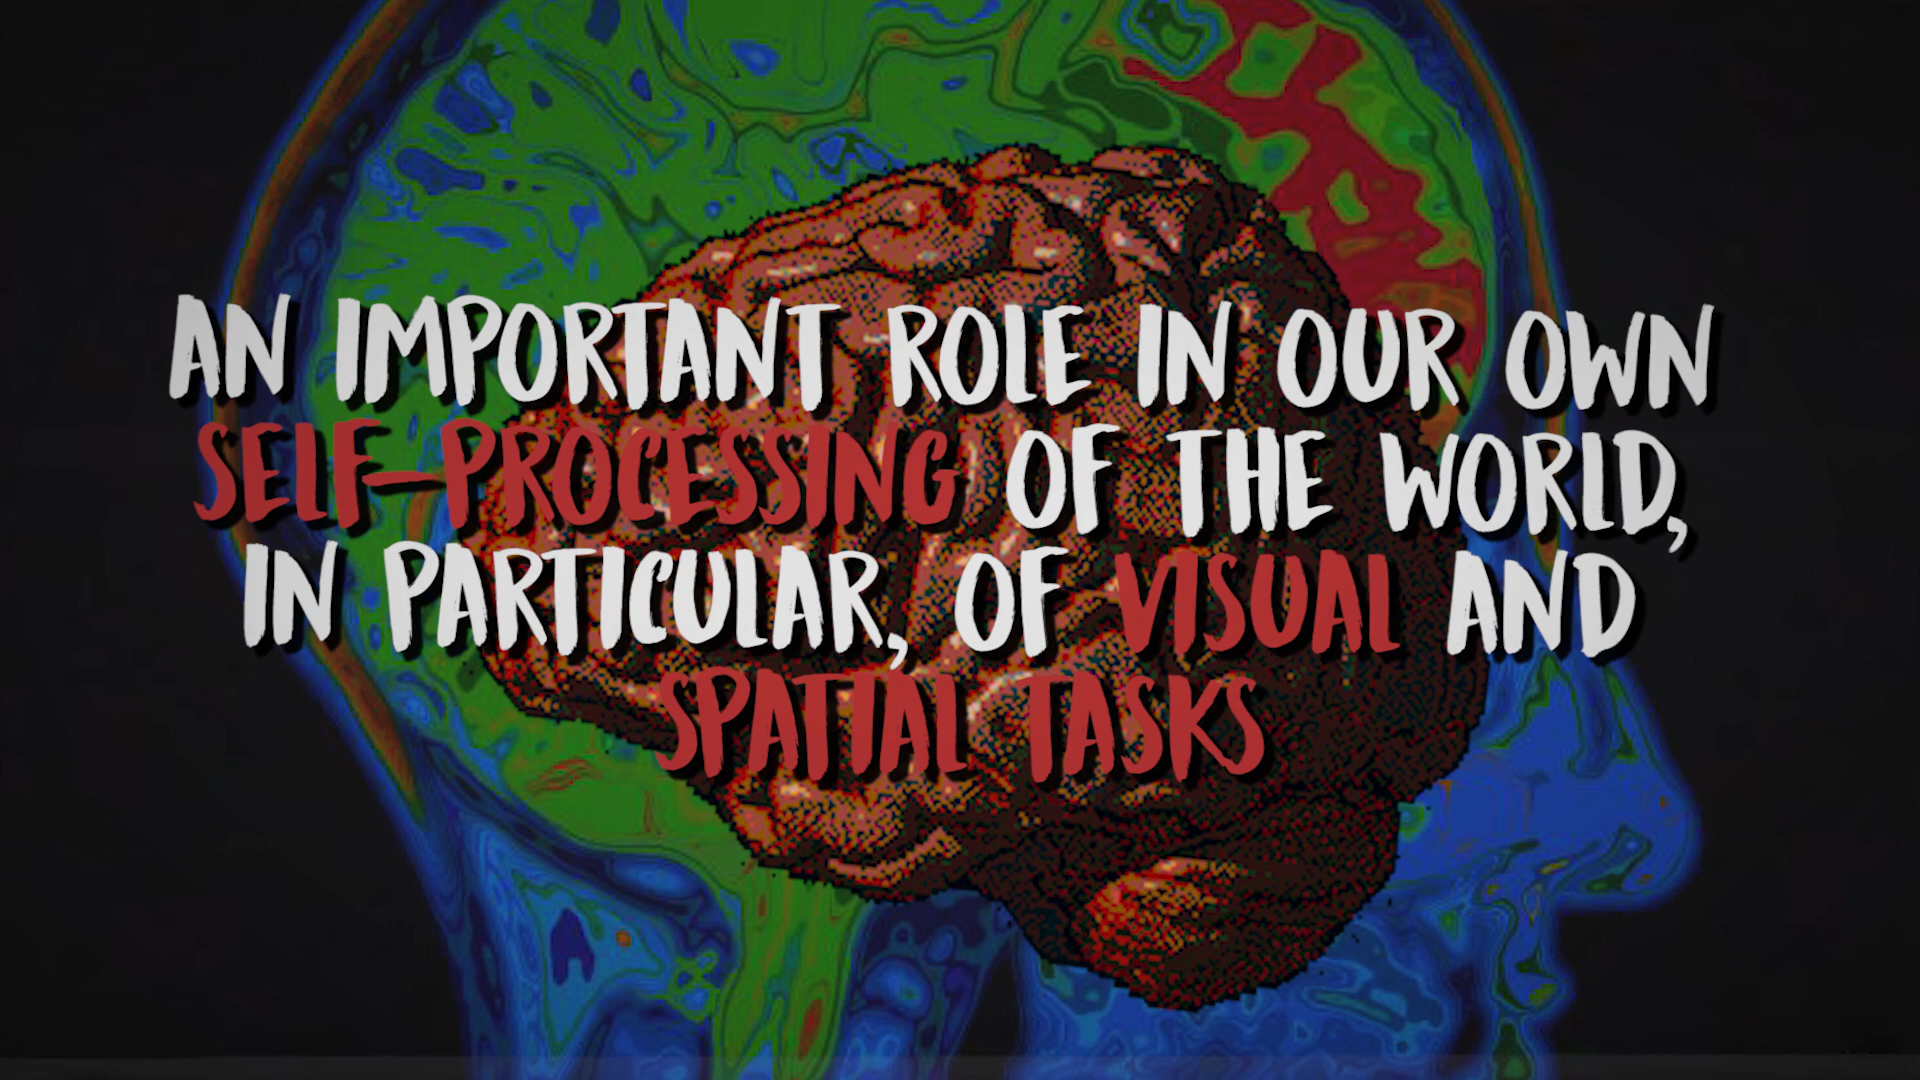 AN IMPORTANT ROLE IN OUR OWN
SELF-PROCESSING OF THE WORLD,
IN PARTICULAR, OF VISUAL AND
SPATIAL TASKS